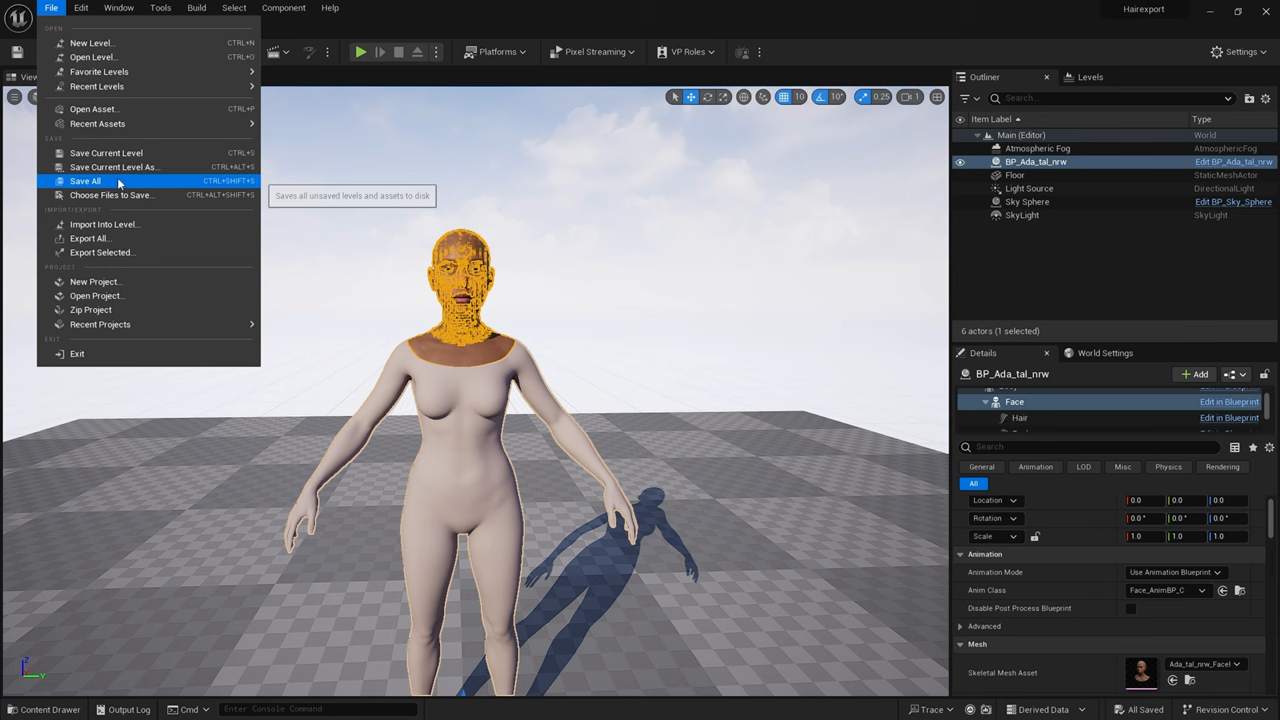 File Edit Window Tools Build Select Component Help
Hairexport
OPEN
New Level... CTRL+N
Open Level... CTRL+O
Favorite Levels
Recent Levels
Open Asset... CTRL+P
Recent Assets
SAVE
Save Current Level CTRL+S
Save Current Level As... CTRL+ALT+S
Save All CTRL+SHIFT+S
Choose Files to Save... CTRL+ALT+SHIFT+S
IMPORT/EXPORT
Import Into Level...
Export All...
Export Selected...
PROJECT
New Project...
Open Project...
Zip Project
Recent Projects
EXIT
Exit
Saves all unsaved levels and assets to disk
Platforms Pixel Streaming VP Roles Settings
10 10° 0.25 1
Outliner Levels
Search...
Item Label Type
Main (Editor) World
Atmospheric Fog AtmosphericFog
BP_Ada_tal_nrw Edit BP_Ada_tal_nrw
Floor StaticMeshActor
Light Source DirectionalLight
Sky Sphere Edit BP_Sky_Sphere
SkyLight SkyLight
6 actors (1 selected)
Details World Settings
BP_Ada_tal_nrw Add
Face Edit in Blueprint
Hair Edit in Blueprint
Search
General Animation LOD Misc Physics Rendering
All
Location 0.0 0.0 0.0
Rotation 0.0° 0.0° 0.0°
Scale 1.0 1.0 1.0
Animation
Animation Mode Use Animation Blueprint
Anim Class Face_AnimBP_C
Disable Post Process Blueprint
Advanced
Mesh
Skeletal Mesh Asset Ada_tal_nrw_FaceI
Content Drawer Output Log Cmd Enter Console Command Trace Derived Data All Saved Revision Control